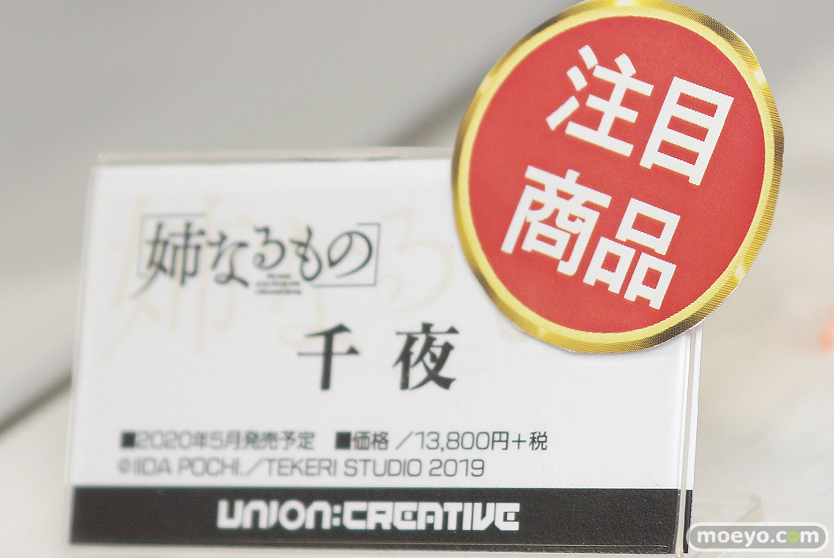 注目
商品
姉なるもの
千夜
■2020年5月発売予定 ■価格／13,800円+税
©IIDA POCHI.／TEKERI STUDIO 2019
UNION:CREATIVE
moeyo.com